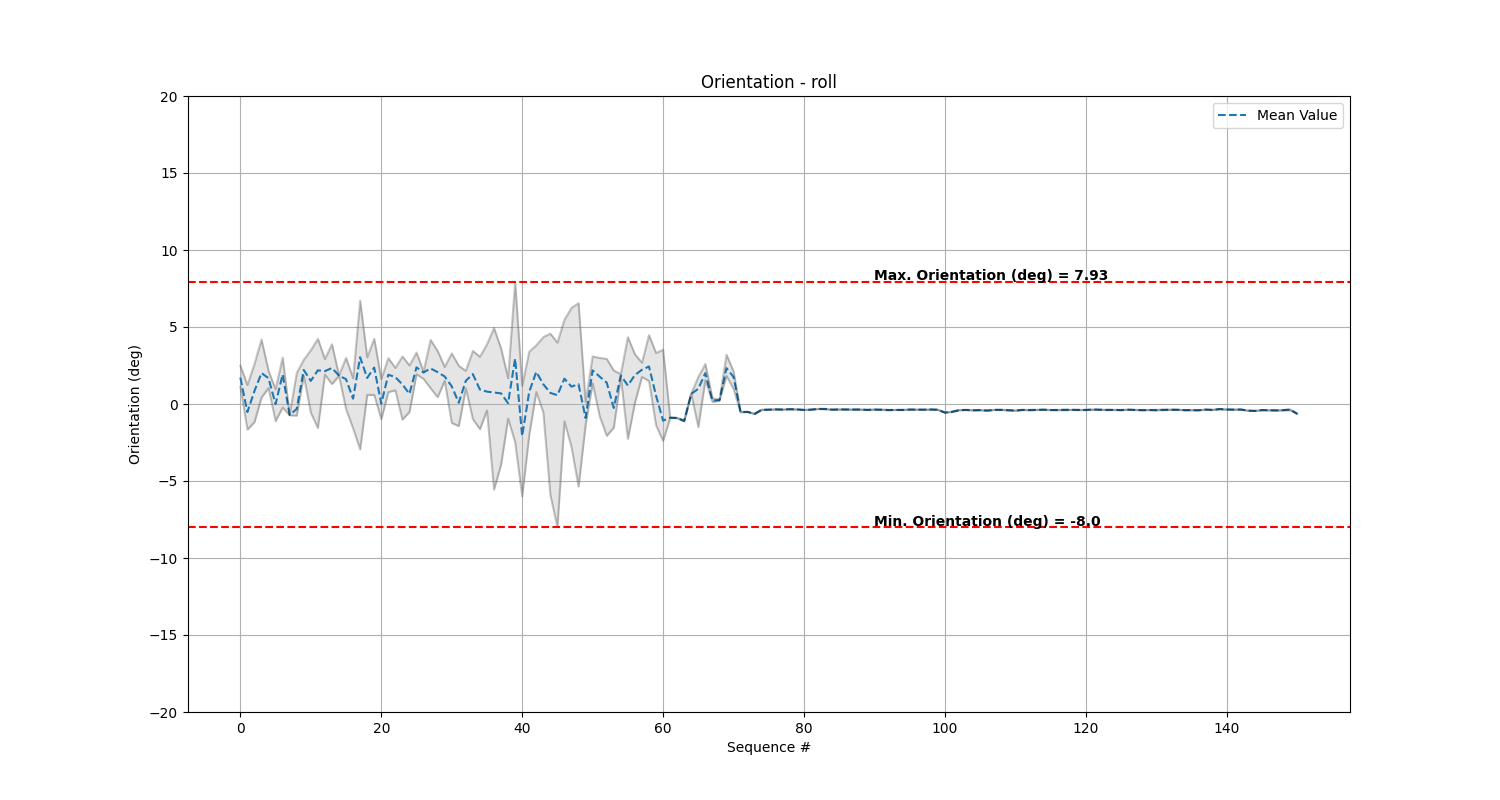 Orientation - roll
Mean Value
20
15
10
5
0
−5
−10
−15
−20
Orientation (deg)
Max. Orientation (deg) = 7.93
Min. Orientation (deg) = -8.0
0 20 40 60 80 100 120 140
Sequence #